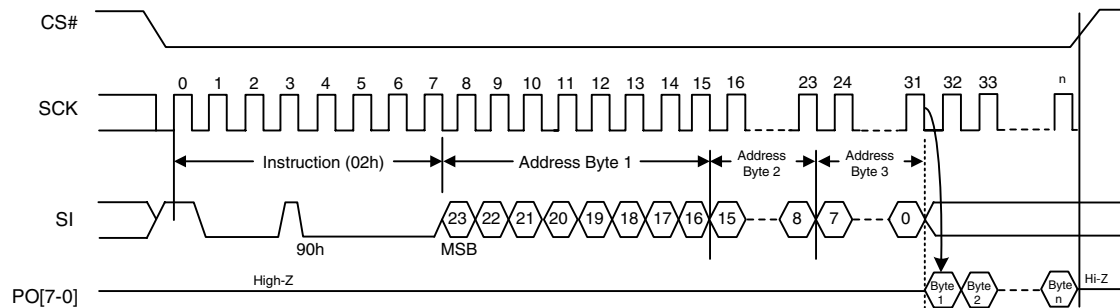 CS#
0 1 2 3 4 5 6 7 8 9 10 11 12 13 14 15 16 23 24 31 32 33 n
SCK
Instruction (02h) Address Byte 1 Address Byte 2 Address Byte 3
SI 23 22 21 20 19 18 17 16 15 8 7 0
90h MSB
High-Z Hi-Z
PO[7-0] Byte 1 Byte 2 Byte n